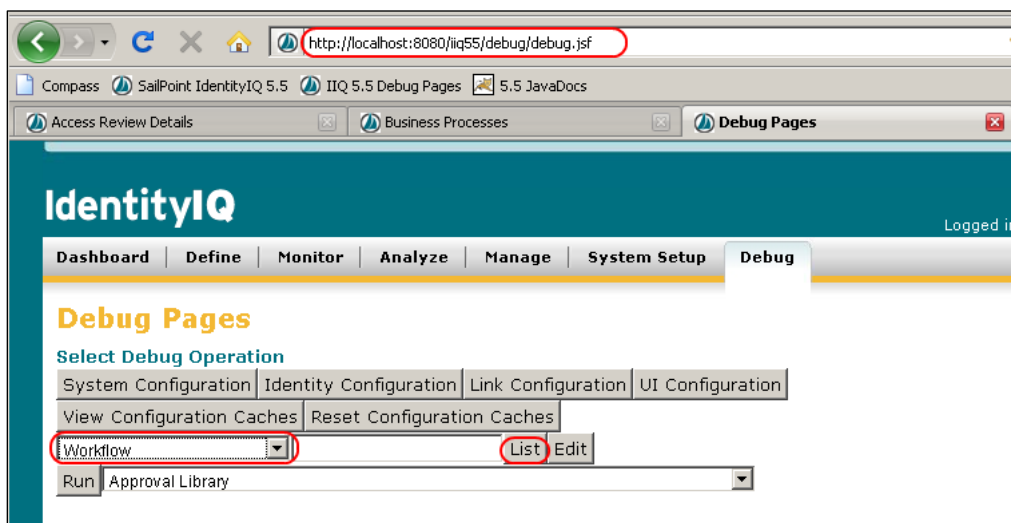 http://localhost:8080/iiq55/debug/debug.jsf
Compass SailPoint IdentityIQ 5.5 IIQ 5.5 Debug Pages 5.5 JavaDocs
Access Review Details Business Processes Debug Pages
IdentityIQ
Logged i
Dashboard Define Monitor Analyze Manage System Setup Debug
Debug Pages
Select Debug Operation
System Configuration Identity Configuration Link Configuration UI Configuration
View Configuration Caches Reset Configuration Caches
Workflow List Edit
Run Approval Library